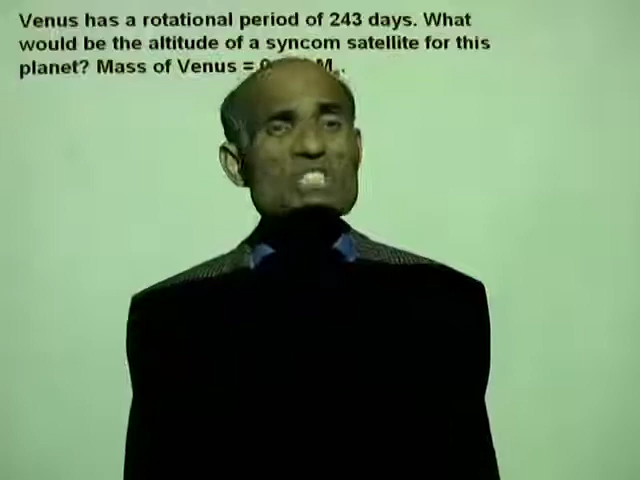 Venus has a rotational period of 243 days. What
would be the altitude of a syncom satellite for this
planet? Mass of Venus =